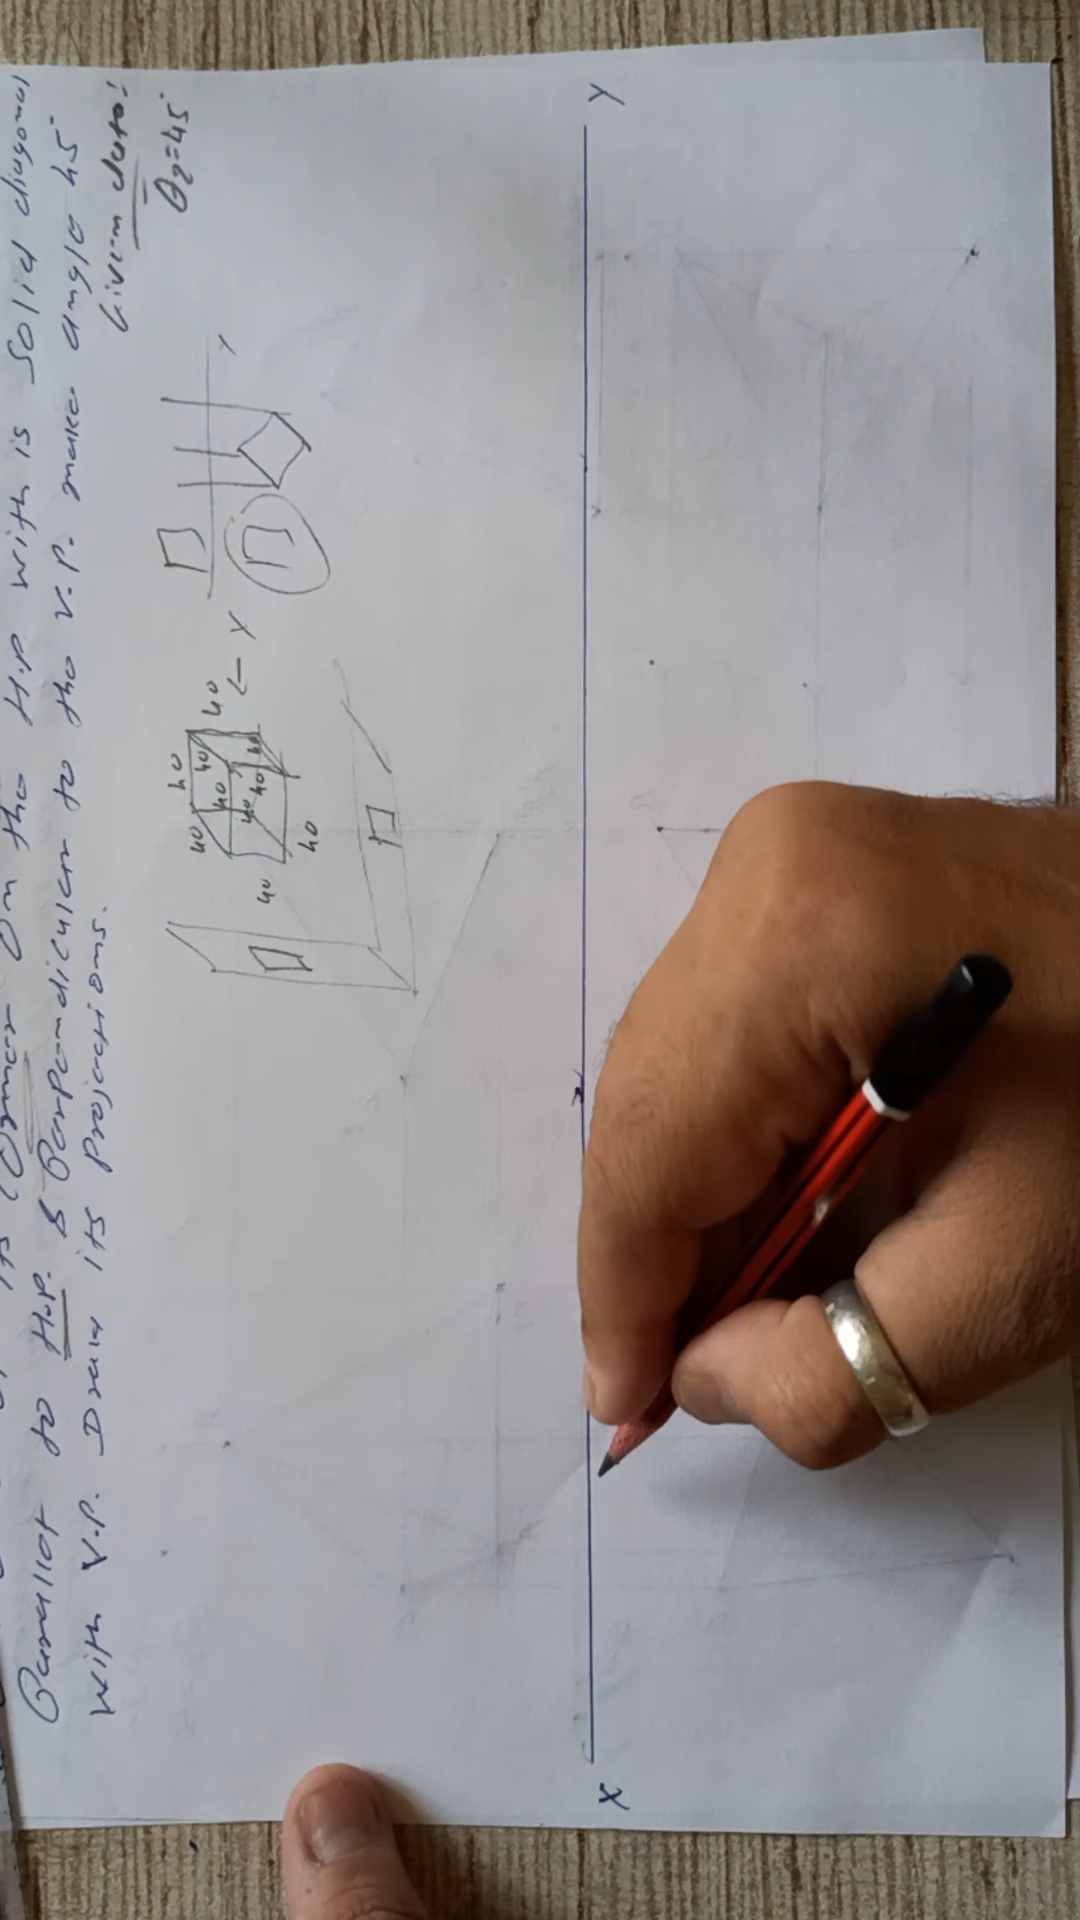 its corner on the H.P with is solid diagonal
Parallel to H.P. & Perpendicular to the V.P. make angle 45
with V.P. Draw its Projections.
Given data:
θ2=45
40
40
40
40
40
40
40
40
40
40
← Y
Y
X
Y